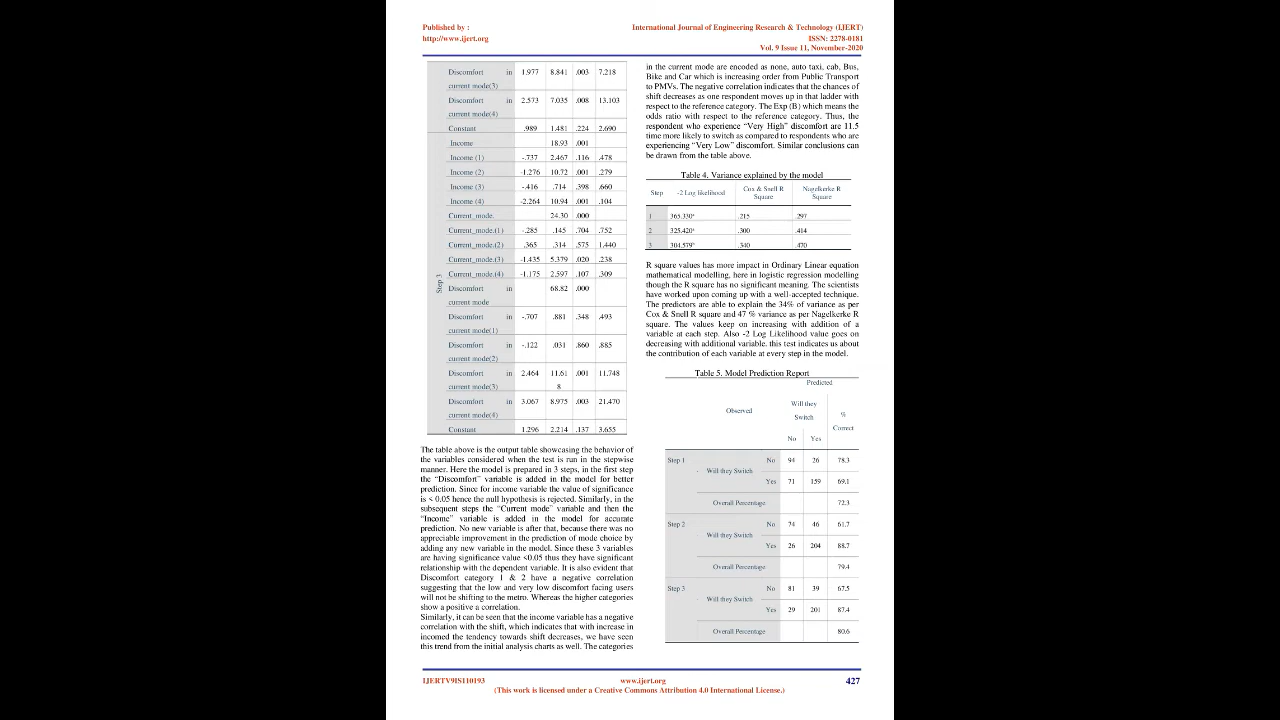 Published by :
http://www.ijert.org
International Journal of Engineering Research & Technology (IJERT)
ISSN: 2278-0181
Vol. 9 Issue 11, November-2020
Discomfort in 1.977 8.841 .003 7.218
current mode(3)
Discomfort in 2.573 7.035 .008 13.103
current mode(4)
Constant .989 1.481 .224 2.690
Step 3
Income 18.93 .001
Income (1) -.737 2.467 .116 .478
Income (2) -1.276 10.72 .001 .279
Income (3) -.416 .714 .398 .660
Income (4) -2.264 10.94 .001 .104
Current_mode. 24.30 .000
Current_mode.(1) -.285 .145 .704 .752
Current_mode.(2) .365 .314 .575 1.440
Current_mode.(3) -1.435 5.379 .020 .238
Current_mode.(4) -1.175 2.597 .107 .309
Discomfort in 68.82 .000
current mode
Discomfort in -.707 .881 .348 .493
current mode(1)
Discomfort in -.122 .031 .860 .885
current mode(2)
Discomfort in 2.464 11.61 .001 11.748
current mode(3) 8
Discomfort in 3.067 8.975 .003 21.470
current mode(4)
Constant 1.296 2.214 .137 3.655
The table above is the output table showcasing the behavior of
the variables considered when the test is run in the stepwise
manner. Here the model is prepared in 3 steps, in the first step
the “Discomfort” variable is added in the model for better
prediction. Since for income variable the value of significance
is < 0.05 hence the null hypothesis is rejected. Similarly, in the
subsequent steps the “Current mode” variable and then the
“Income” variable is added in the model for accurate
prediction. No new variable is after that, because there was no
appreciable improvement in the prediction of mode choice by
adding any new variable in the model. Since these 3 variables
are having significance value <0.05 thus they have significant
relationship with the dependent variable. It is also evident that
Discomfort category 1 & 2 have a negative correlation
suggesting that the low and very low discomfort facing users
will not be shifting to the metro. Whereas the higher categories
show a positive a correlation.
Similarly, it can be seen that the income variable has a negative
correlation with the shift, which indicates that with increase in
incomed the tendency towards shift decreases, we have seen
this trend from the initial analysis charts as well. The categories
in the current mode are encoded as none, auto taxi, cab, Bus,
Bike and Car which is increasing order from Public Transport
to PMVs. The negative correlation indicates that the chances of
shift decreases as one respondent moves up in that ladder with
respect to the reference category. The Exp (B) which means the
odds ratio with respect to the reference category. Thus, the
respondent who experience “Very High” discomfort are 11.5
time more likely to switch as compared to respondents who are
experiencing “Very Low” discomfort. Similar conclusions can
be drawn from the table above.
Table 4. Variance explained by the model
Step -2 Log likelihood Cox & Snell R Square Nagelkerke R Square
1 365.330ᵃ .215 .297
2 325.420ᵃ .300 .414
3 304.579ᵇ .340 .470
R square values has more impact in Ordinary Linear equation
mathematical modelling, here in logistic regression modelling
though the R square has no significant meaning. The scientists
have worked upon coming up with a well-accepted technique.
The predictors are able to explain the 34% of variance as per
Cox & Snell R square and 47 % variance as per Nagelkerke R
square. The values keep on increasing with addition of a
variable at each step. Also -2 Log Likelihood value goes on
decreasing with additional variable, this test indicates us about
the contribution of each variable at every step in the model.
Table 5. Model Prediction Report
Predicted
Observed
Will they
Switch
%
Correct
No Yes
Step 1 Will they Switch No 94 26 78.3
Yes 71 159 69.1
Overall Percentage 72.3
Step 2 Will they Switch No 74 46 61.7
Yes 26 204 88.7
Overall Percentage 79.4
Step 3 Will they Switch No 81 39 67.5
Yes 29 201 87.4
Overall Percentage 80.6
IJERTV9IS110193
www.ijert.org
427
(This work is licensed under a Creative Commons Attribution 4.0 International License.)